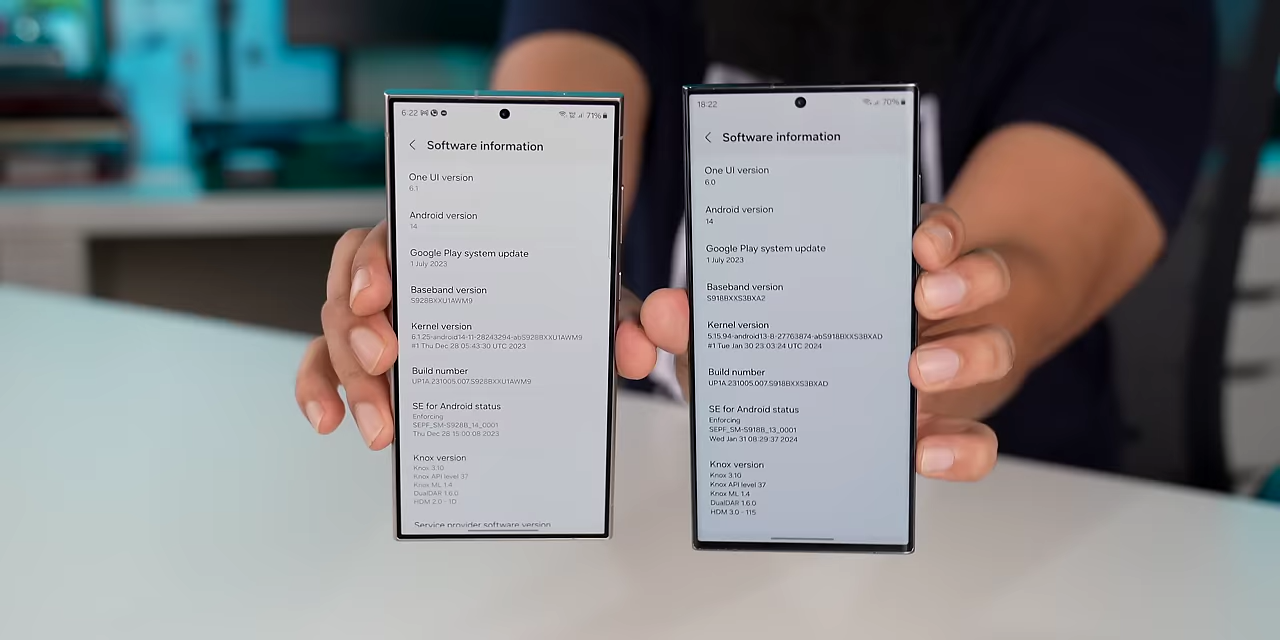 6:22
71%
Software information
One UI version
6.1
Android version
14
Google Play system update
1 July 2023
Baseband version
S928BXXU1AWM9
Kernel version
6.1.25-android14-11-28243294-abS928BXXU1AWM9
#1 Thu Dec 28 05:43:30 UTC 2023
Build number
UP1A.231005.007.S928BXXU1AWM9
SE for Android status
Enforcing
SEPF_SM-S928B_14_0001
Thu Dec 28 15:00:08 2023
Knox version
Knox 3.10
Knox API level 37
Knox ML 1.4
DualDAR 1.6.0
HDM 2.0 - 1D
Service provider software version
18:22
70%
Software information
One UI version
6.0
Android version
14
Google Play system update
1 July 2023
Baseband version
S918BXXS3BXA2
Kernel version
5.15.94-android13-8-27763874-abS918BXXS3BXAD
#1 Tue Jan 30 23:03:24 UTC 2024
Build number
UP1A.231005.007.S918BXXS3BXAD
SE for Android status
Enforcing
SEPF_SM-S918B_13_0001
Wed Jan 31 08:29:37 2024
Knox version
Knox 3.10
Knox API level 37
Knox ML 1.4
DualDAR 1.6.0
HDM 3.0 - 115